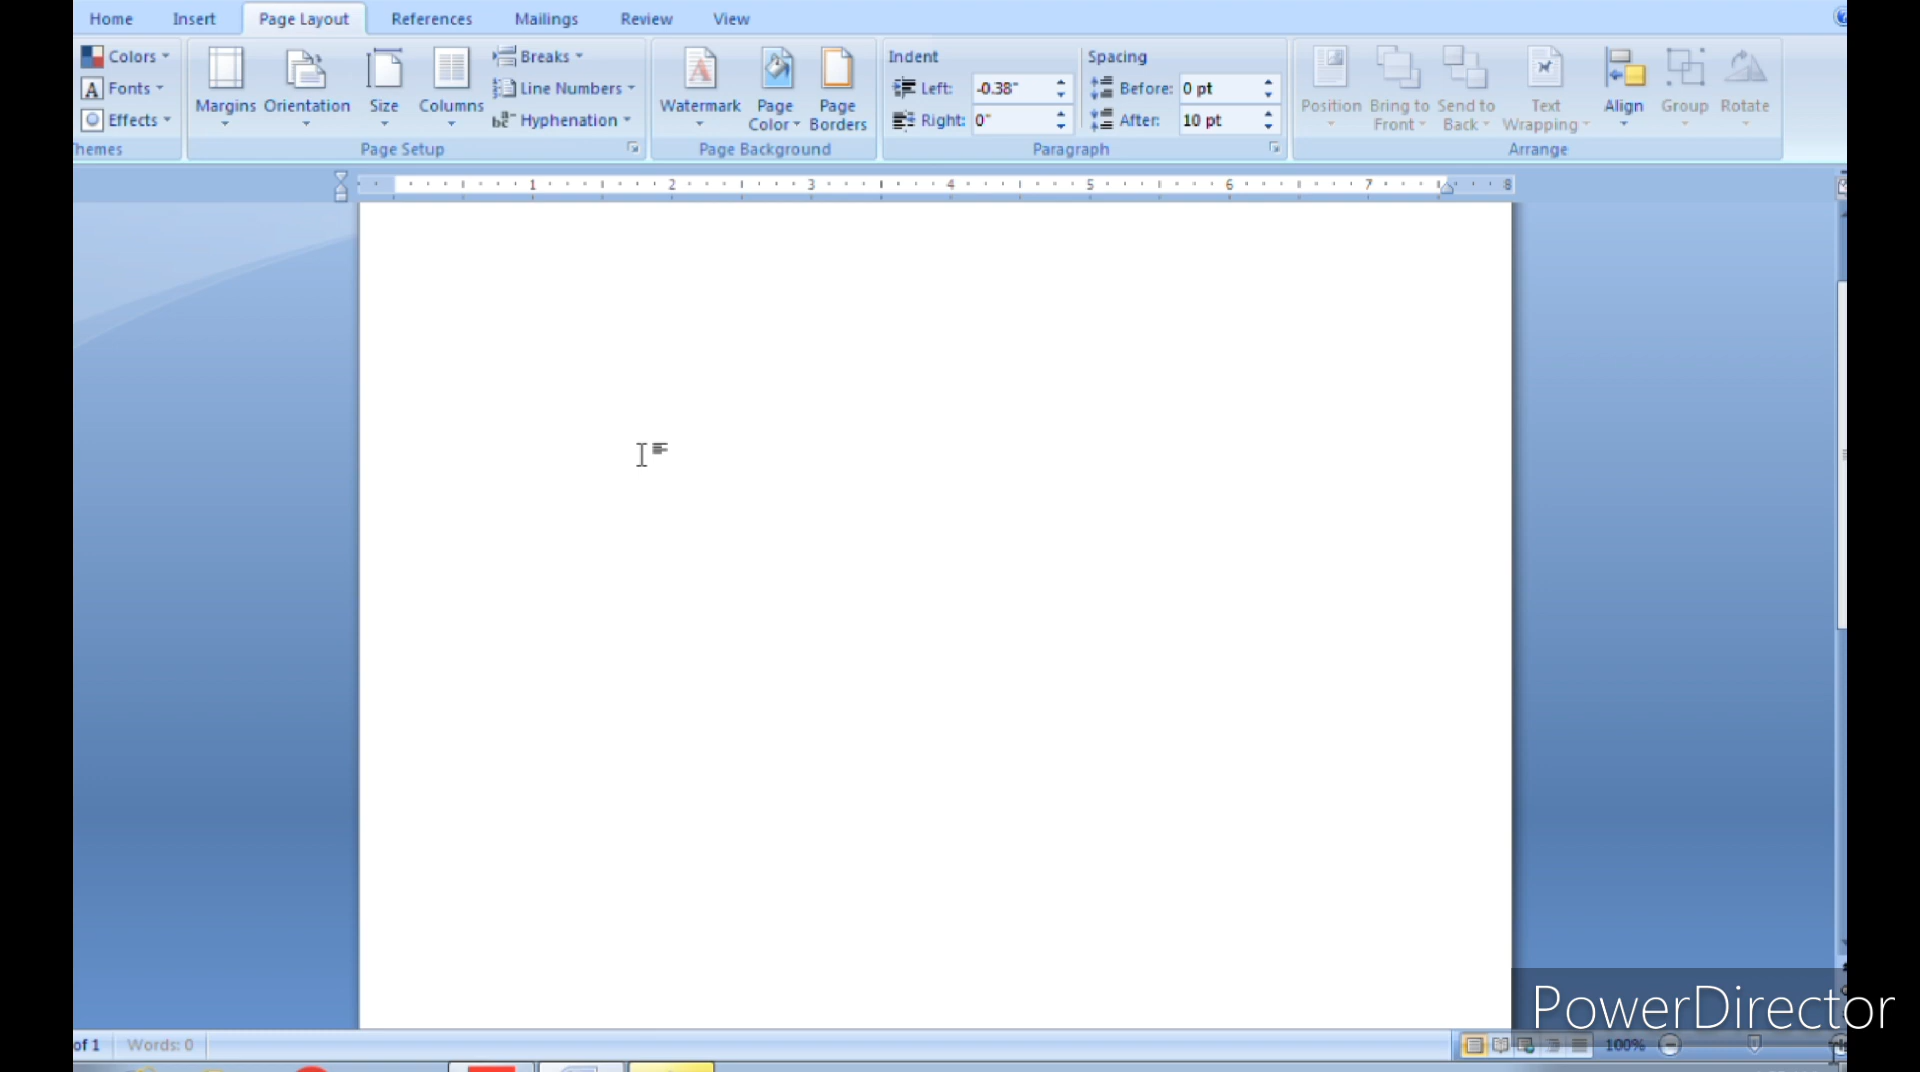 Home Insert Page Layout References Mailings Review View
Colors
Fonts
Effects
hemes
Margins Orientation Size Columns
Breaks
Line Numbers
Hyphenation
Page Setup
Watermark Page Color Page Borders
Page Background
Indent
Left: -0.38"
Right: 0"
Spacing
Before: 0 pt
After: 10 pt
Paragraph
Position Bring to Front Send to Back Text Wrapping Align Group Rotate
Arrange
1 2 3 4 5 6 7 8
PowerDirector
of 1 Words: 0 100%